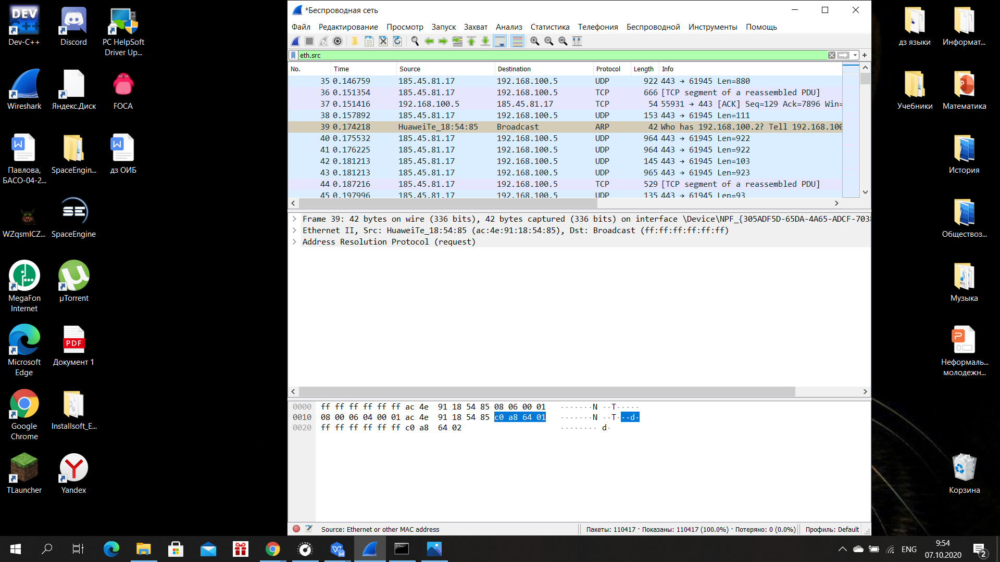 DEV C++
Dev-C++
Discord
PC HelpSoft
Driver Up...
Wireshark
Яндекс.Диск
FOCA
Павлова,
БАСО-04-2...
SpaceEngin...
дз ОИБ
WZqsmICZ...
SE
SpaceEngine
MegaFon
Internet
µTorrent
Microsoft
Edge
PDF
Документ 1
Google
Chrome
Installsoft_E...
TLauncher
Yandex
*Беспроводная сеть
Файл Редактирование Просмотр Запуск Захват Анализ Статистика Телефония Беспроводной Инструменты Помощь
eth.src
No. Time Source Destination Protocol Length Info
35 0.146759 185.45.81.17 192.168.100.5 UDP 922 443 → 61945 Len=880
36 0.151354 185.45.81.17 192.168.100.5 TCP 666 [TCP segment of a reassembled PDU]
37 0.151416 192.168.100.5 185.45.81.17 TCP 54 55931 → 443 [ACK] Seq=129 Ack=7896 Win=
38 0.157892 185.45.81.17 192.168.100.5 UDP 153 443 → 61945 Len=111
39 0.174218 HuaweiTe_18:54:85 Broadcast ARP 42 Who has 192.168.100.2? Tell 192.168.100
40 0.175532 185.45.81.17 192.168.100.5 UDP 964 443 → 61945 Len=922
41 0.176225 185.45.81.17 192.168.100.5 UDP 964 443 → 61945 Len=922
42 0.181213 185.45.81.17 192.168.100.5 UDP 145 443 → 61945 Len=103
43 0.181213 185.45.81.17 192.168.100.5 UDP 965 443 → 61945 Len=923
44 0.187216 185.45.81.17 192.168.100.5 TCP 529 [TCP segment of a reassembled PDU]
45 0.197996 185.45.81.17 192.168.100.5 UDP 135 443 → 61945 Len=93
Frame 39: 42 bytes on wire (336 bits), 42 bytes captured (336 bits) on interface \Device\NPF_{305ADF5D-65DA-4A65-ADCF-7038
Ethernet II, Src: HuaweiTe_18:54:85 (ac:4e:91:18:54:85), Dst: Broadcast (ff:ff:ff:ff:ff:ff)
Address Resolution Protocol (request)
0000 ff ff ff ff ff ff ac 4e 91 18 54 85 08 06 00 01 ·······N ··T·····
0010 08 00 06 04 00 01 ac 4e 91 18 54 85 c0 a8 64 01 ·······N ··T···d·
0020 ff ff ff ff ff ff c0 a8 64 02 ········ d·
Source: Ethernet or other MAC address
Пакеты: 110417 · Показаны: 110417 (100.0%) · Потеряно: 0 (0.0%)
Профиль: Default
дз языки
Информат...
Учебники
Математика
История
Обществоз...
Музыка
Неформаль...
молодежн...
Корзина
ENG
9:54
07.10.2020
2